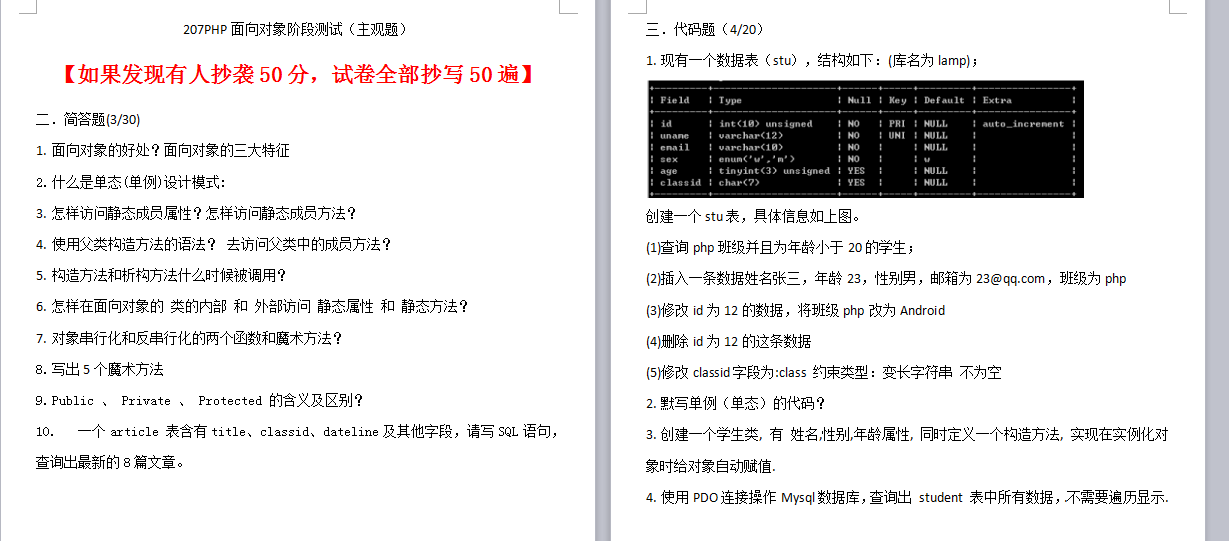 207PHP 面向对象阶段测试（主观题）
【如果发现有人抄袭 50 分，试卷全部抄写 50 遍】
二．简答题(3/30)
1. 面向对象的好处？面向对象的三大特征
2. 什么是单态(单例)设计模式:
3. 怎样访问静态成员属性？怎样访问静态成员方法？
4. 使用父类构造方法的语法？ 去访问父类中的成员方法？
5. 构造方法和析构方法什么时候被调用？
6. 怎样在面向对象的 类的内部 和 外部访问 静态属性 和 静态方法？
7. 对象串行化和反串行化的两个函数和魔术方法？
8. 写出 5 个魔术方法
9. Public 、 Private 、 Protected 的含义及区别？
10. 一个 article 表含有 title、classid、dateline 及其他字段，请写 SQL 语句，
查询出最新的 8 篇文章。
三．代码题（4/20）
1. 现有一个数据表（stu），结构如下：(库名为 lamp)；
| Field | Type | Null | Key | Default | Extra |
| id | int(10) unsigned | NO | PRI | NULL | auto_increment |
| uname | varchar(12) | NO | UNI | NULL | |
| email | varchar(10) | NO | | NULL | |
| sex | enum('w','m') | NO | | w | |
| age | tinyint(3) unsigned | YES | | NULL | |
| classid | char(7) | YES | | NULL | |
创建一个 stu 表，具体信息如上图。
(1)查询 php 班级并且为年龄小于 20 的学生；
(2)插入一条数据姓名张三，年龄 23，性别男，邮箱为 23@qq.com，班级为 php
(3)修改 id 为 12 的数据，将班级 php 改为 Android
(4)删除 id 为 12 的这条数据
(5)修改 classid 字段为:class 约束类型：变长字符串 不为空
2. 默写单例（单态）的代码？
3. 创建一个学生类, 有 姓名,性别,年龄属性, 同时定义一个构造方法, 实现在实例化对
象时给对象自动赋值.
4. 使用 PDO 连接操作 Mysql 数据库，查询出 student 表中所有数据，不需要遍历显示.